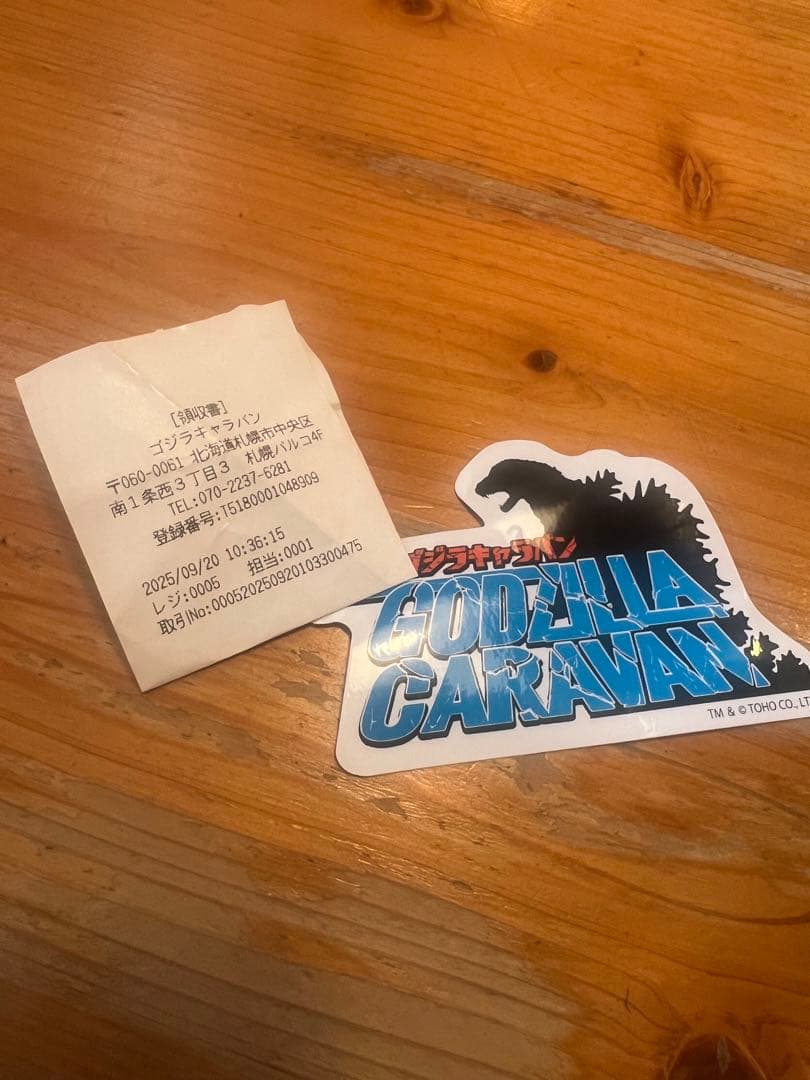 [領収書]
ゴジラキャラバン
〒060-0061 北海道札幌市中央区
南1条西3丁目3 札幌パルコ4F
TEL:070-2237-6281
登録番号:T5180001048909
2025/09/20 10:36:15
レジ:0005 担当:0001
取引No:000520250920103300475
ゴジラキャラバン
GODZILLA
CARAVAN
TM & © TOHO CO., LT